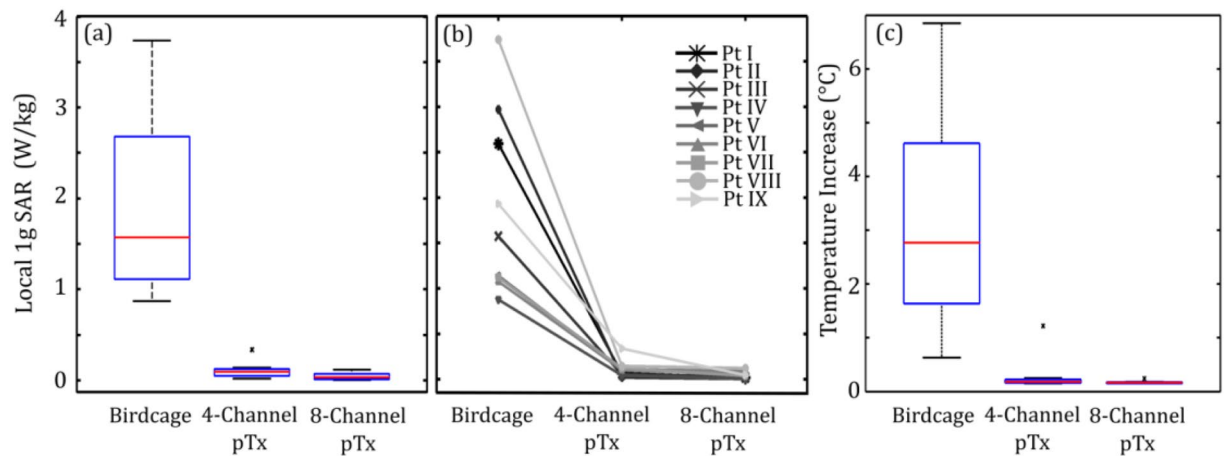 (a)
Local 1g SAR (W/kg)
4
3
2
1
0
Birdcage
4-Channel
pTx
8-Channel
pTx
(b)
Pt I
Pt II
Pt III
Pt IV
Pt V
Pt VI
Pt VII
Pt VIII
Pt IX
Birdcage
4-Channel
pTx
8-Channel
pTx
(c)
Temperature Increase (°C)
6
4
2
0
Birdcage
4-Channel
pTx
8-Channel
pTx